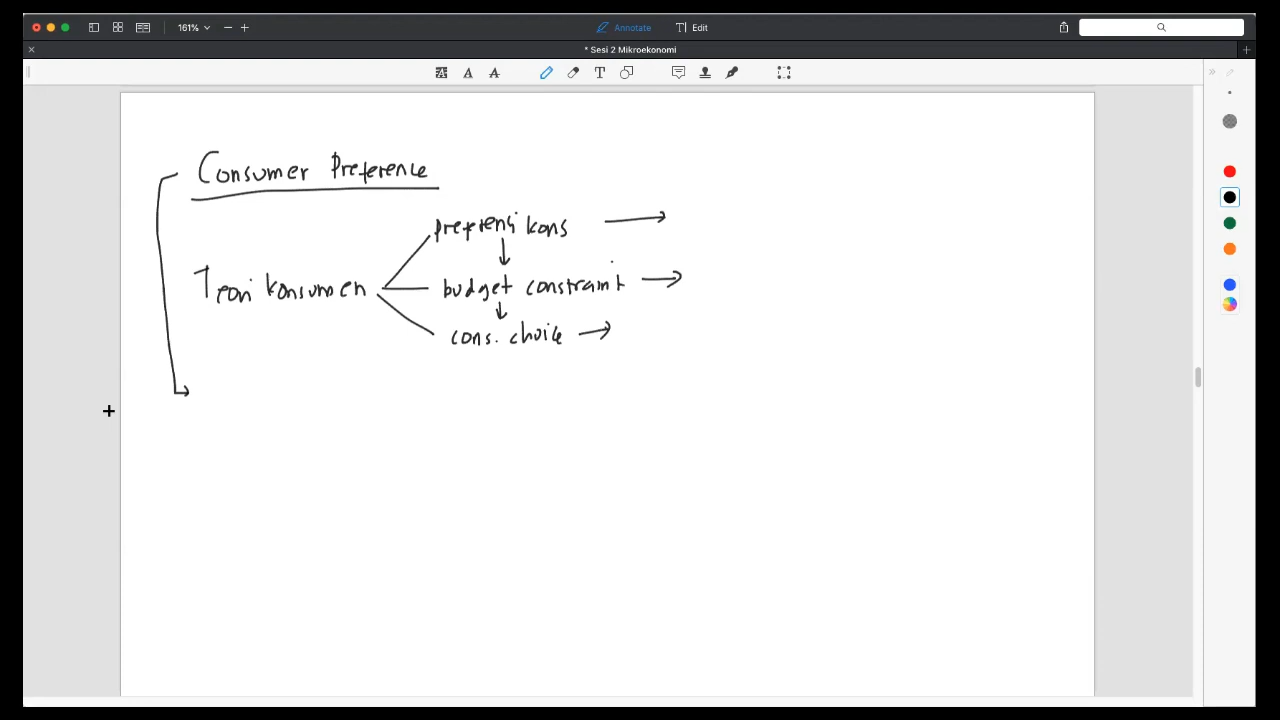 161%
Annotate
Edit
* Sesi 2 Mikroekonomi
Consumer Preference
preferensi kons
Teori konsumen
budget constraint
cons. choice